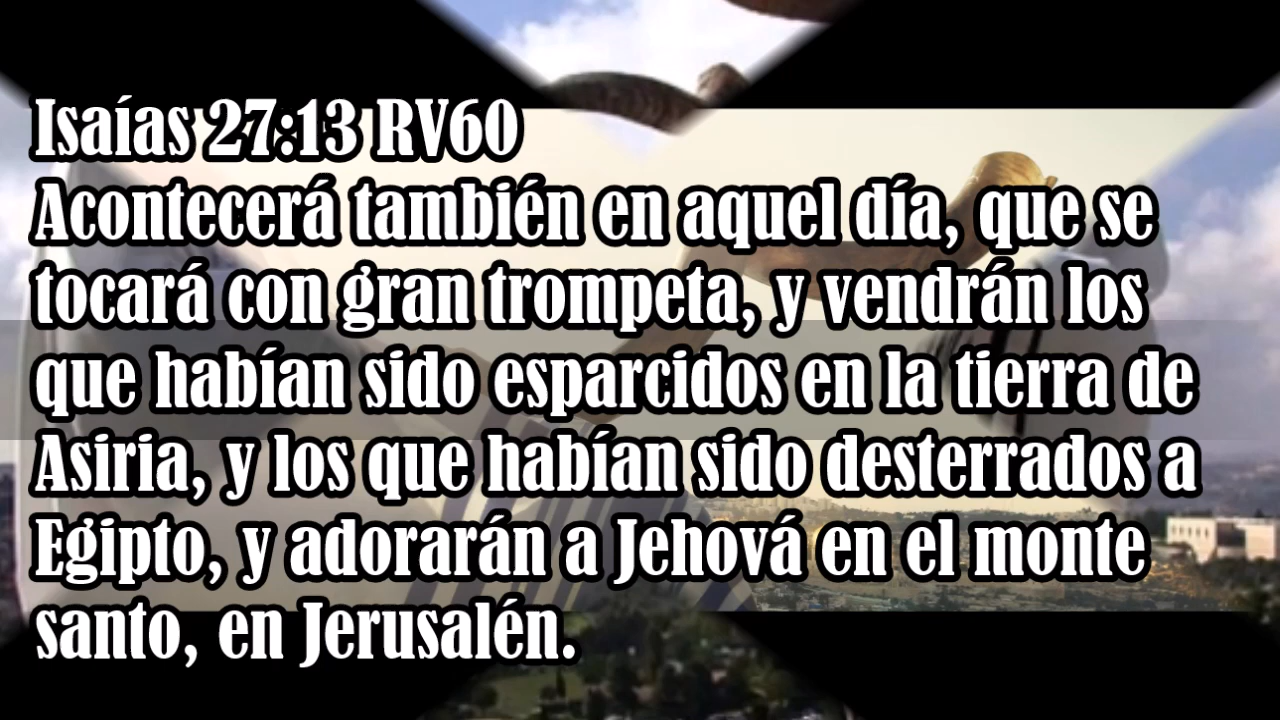 Isaías 27:13 RV60
Acontecerá también en aquel día, que se
tocará con gran trompeta, y vendrán los
que habían sido esparcidos en la tierra de
Asiria, y los que habían sido desterrados a
Egipto, y adorarán a Jehová en el monte
santo, en Jerusalén.